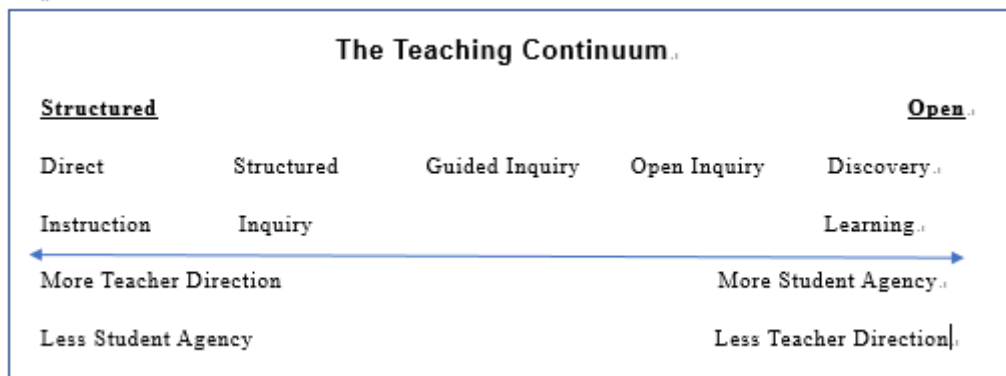 The Teaching Continuum
Structured Open
Direct Structured Guided Inquiry Open Inquiry Discovery
Instruction Inquiry Learning
More Teacher Direction More Student Agency
Less Student Agency Less Teacher Direction